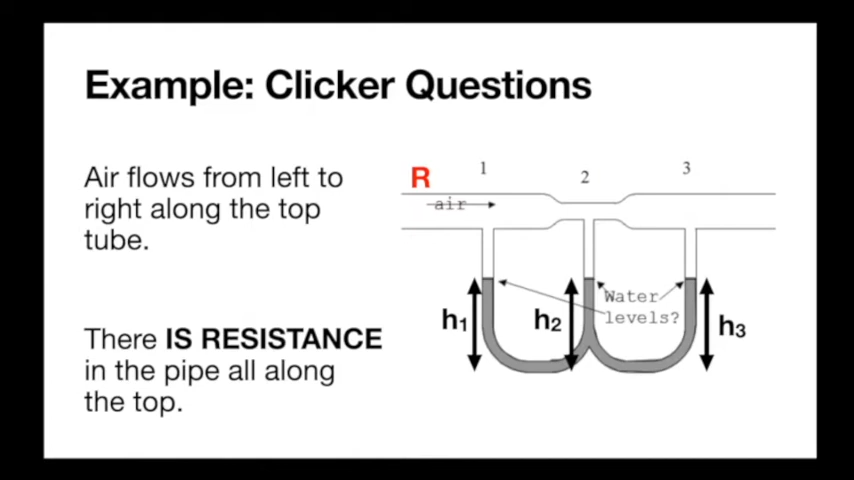 Example: Clicker Questions
Air flows from left to
right along the top
tube.
There IS RESISTANCE
in the pipe all along
the top.
R
1
2
3
air
h1
h2
Water
levels?
h3